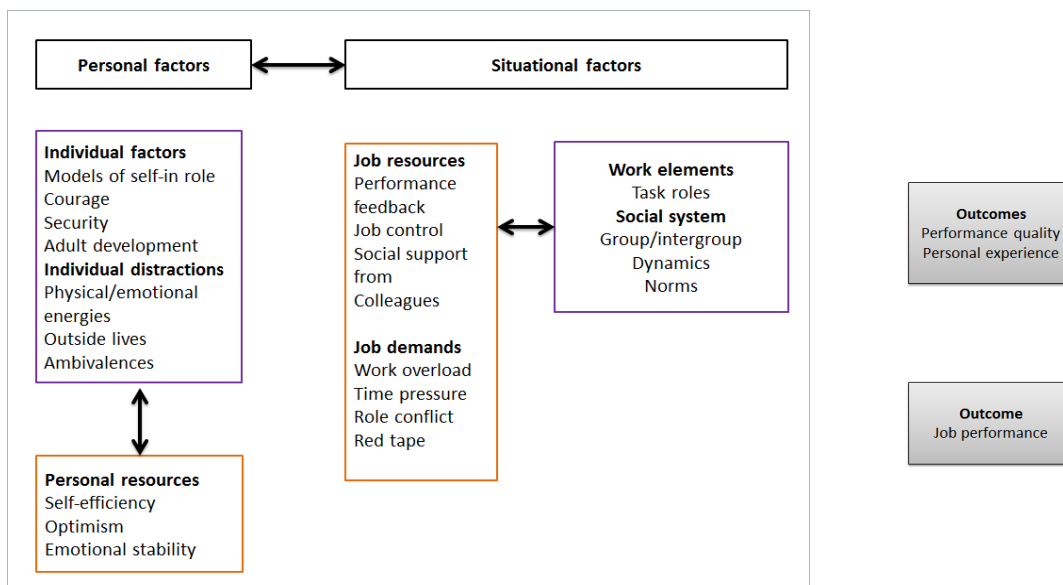 Personal factors
Situational factors
Individual factors
Models of self-in role
Courage
Security
Adult development
Individual distractions
Physical/emotional
energies
Outside lives
Ambivalences
Personal resources
Self-efficiency
Optimism
Emotional stability
Job resources
Performance
feedback
Job control
Social support
from
Colleagues
Job demands
Work overload
Time pressure
Role conflict
Red tape
Work elements
Task roles
Social system
Group/intergroup
Dynamics
Norms
Outcomes
Performance quality
Personal experience
Outcome
Job performance